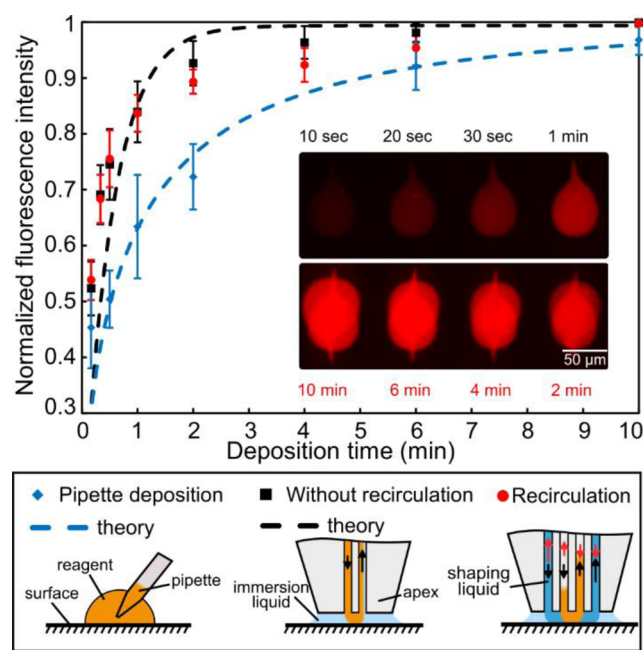 Normalized fluorescence intensity
1
0.9
0.8
0.7
0.6
0.5
0.4
0.3
0 1 2 3 4 5 6 7 8 9 10
Deposition time (min)
10 sec 20 sec 30 sec 1 min
50 µm
10 min 6 min 4 min 2 min
Pipette deposition Without recirculation Recirculation
theory theory
reagent pipette
surface
immersion liquid
apex
shaping liquid